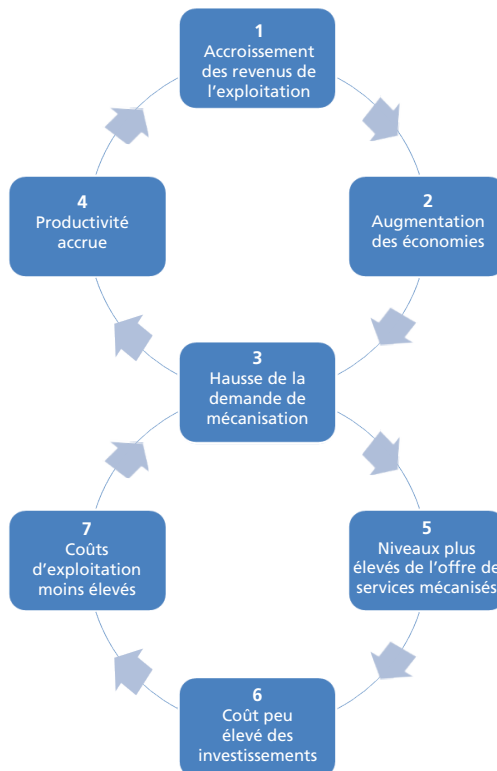 1
Accroissement
des revenus de
l’exploitation
4
Productivité
accrue
2
Augmentation
des économies
3
Hausse de la
demande de
mécanisation
7
Coûts
d’exploitation
moins élevés
5
Niveaux plus
élevés de l’offre de
services mécanisés
6
Coût peu
élevé des
investissements